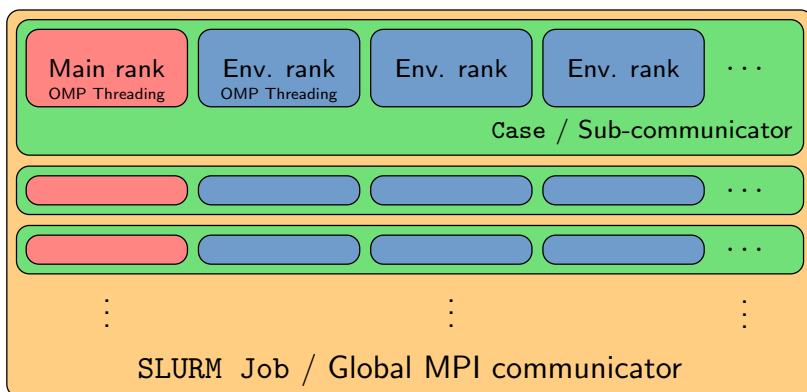 Main rank Env. rank Env. rank Env. rank ...
OMP Threading OMP Threading
Case / Sub-communicator
...
...
SLURM Job / Global MPI communicator